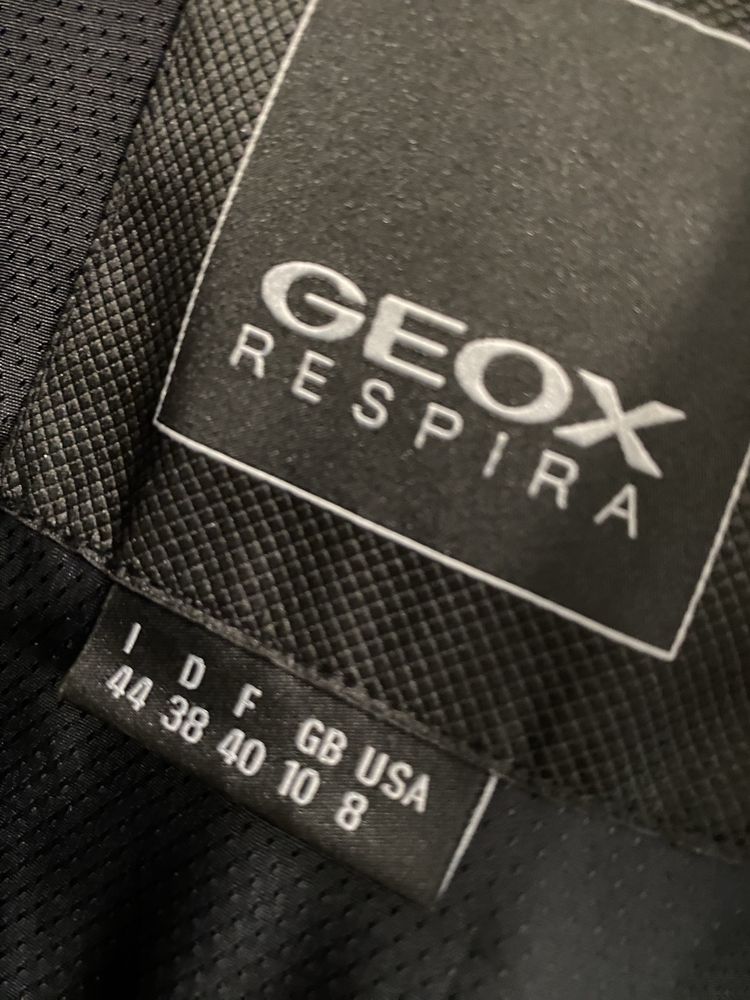 GEOX
RESPIRA
I D F GB USA
44 38 40 10 8